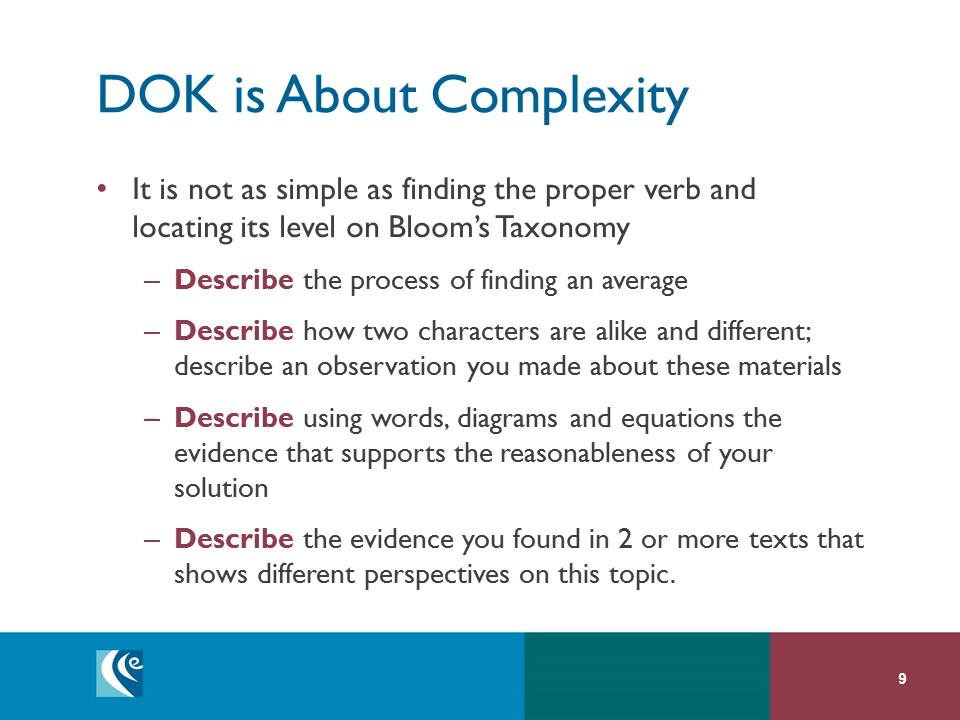 DOK is About Complexity
• It is not as simple as finding the proper verb and
locating its level on Bloom’s Taxonomy
– Describe the process of finding an average
– Describe how two characters are alike and different;
describe an observation you made about these materials
– Describe using words, diagrams and equations the
evidence that supports the reasonableness of your
solution
– Describe the evidence you found in 2 or more texts that
shows different perspectives on this topic.
e
9